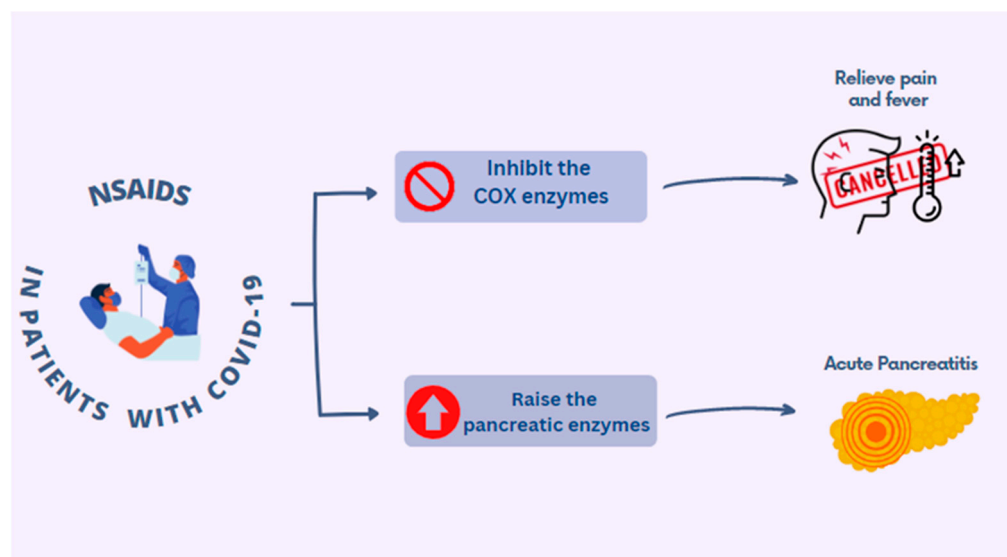 NSAIDS
IN PATIENTS WITH COVID-19
Inhibit the
COX enzymes
Relieve pain
and fever
CANCELLED
Raise the
pancreatic enzymes
Acute Pancreatitis